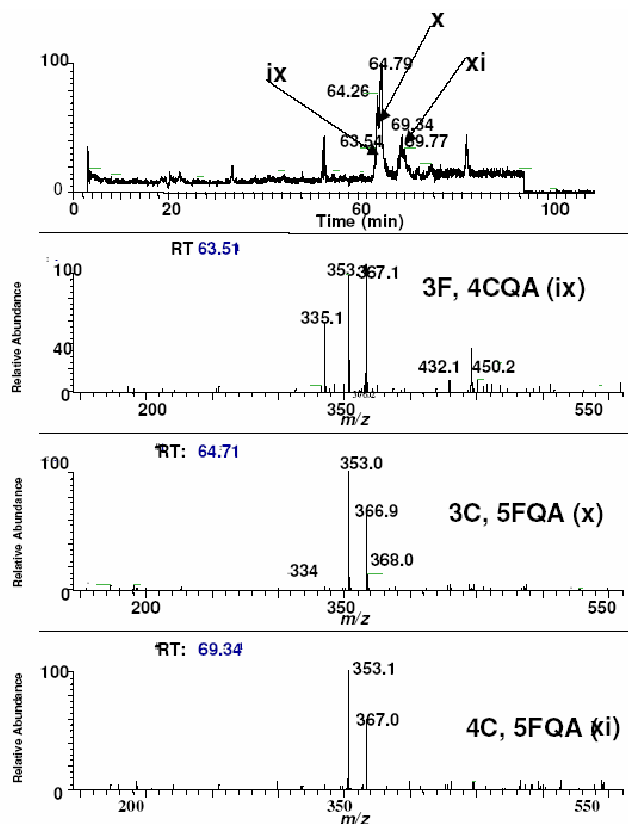 x
100
64.79
ix
xi
64.26
69.34
63.54
69.77
0
0 20 60 100
Time (min)
RT 63.51
100
353.
367.1
3F, 4CQA (ix)
335.1
Relative Abundance
40
432.1 450.2
0
200 350 550
m/z
RT: 64.71
100
353.0
366.9
3C, 5FQA (x)
Relative Abundance
334
368.0
0
200 350 550
m/z
RT: 69.34
100
353.1
367.0
4C, 5FQA (xi)
Relative Abundance
0
200 350 550
m/z